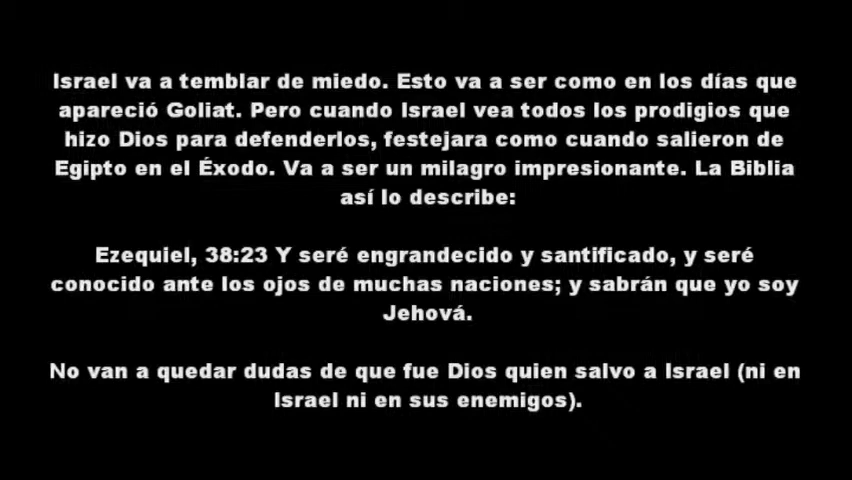 Israel va a temblar de miedo. Esto va a ser como en los días que
apareció Goliat. Pero cuando Israel vea todos los prodigios que
hizo Dios para defenderlos, festejara como cuando salieron de
Egipto en el Éxodo. Va a ser un milagro impresionante. La Biblia
así lo describe:
Ezequiel, 38:23 Y seré engrandecido y santificado, y seré
conocido ante los ojos de muchas naciones; y sabrán que yo soy
Jehová.
No van a quedar dudas de que fue Dios quien salvo a Israel (ni en
Israel ni en sus enemigos).